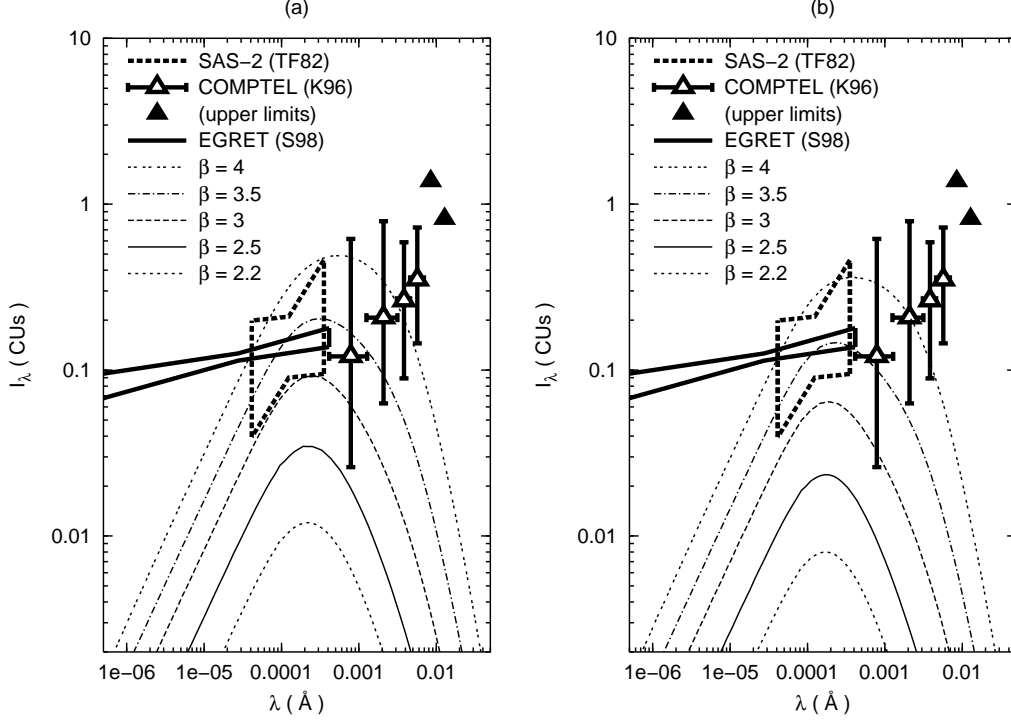 (a)
10
1
0.1
0.01
I_λ ( CUs )
SAS−2 (TF82)
COMPTEL (K96)
(upper limits)
EGRET (S98)
β = 4
β = 3.5
β = 3
β = 2.5
β = 2.2
1e−06 1e−05 0.0001 0.001 0.01
λ ( Å )
(b)
10
1
0.1
0.01
I_λ ( CUs )
SAS−2 (TF82)
COMPTEL (K96)
(upper limits)
EGRET (S98)
β = 4
β = 3.5
β = 3
β = 2.5
β = 2.2
1e−06 1e−05 0.0001 0.001 0.01
λ ( Å )